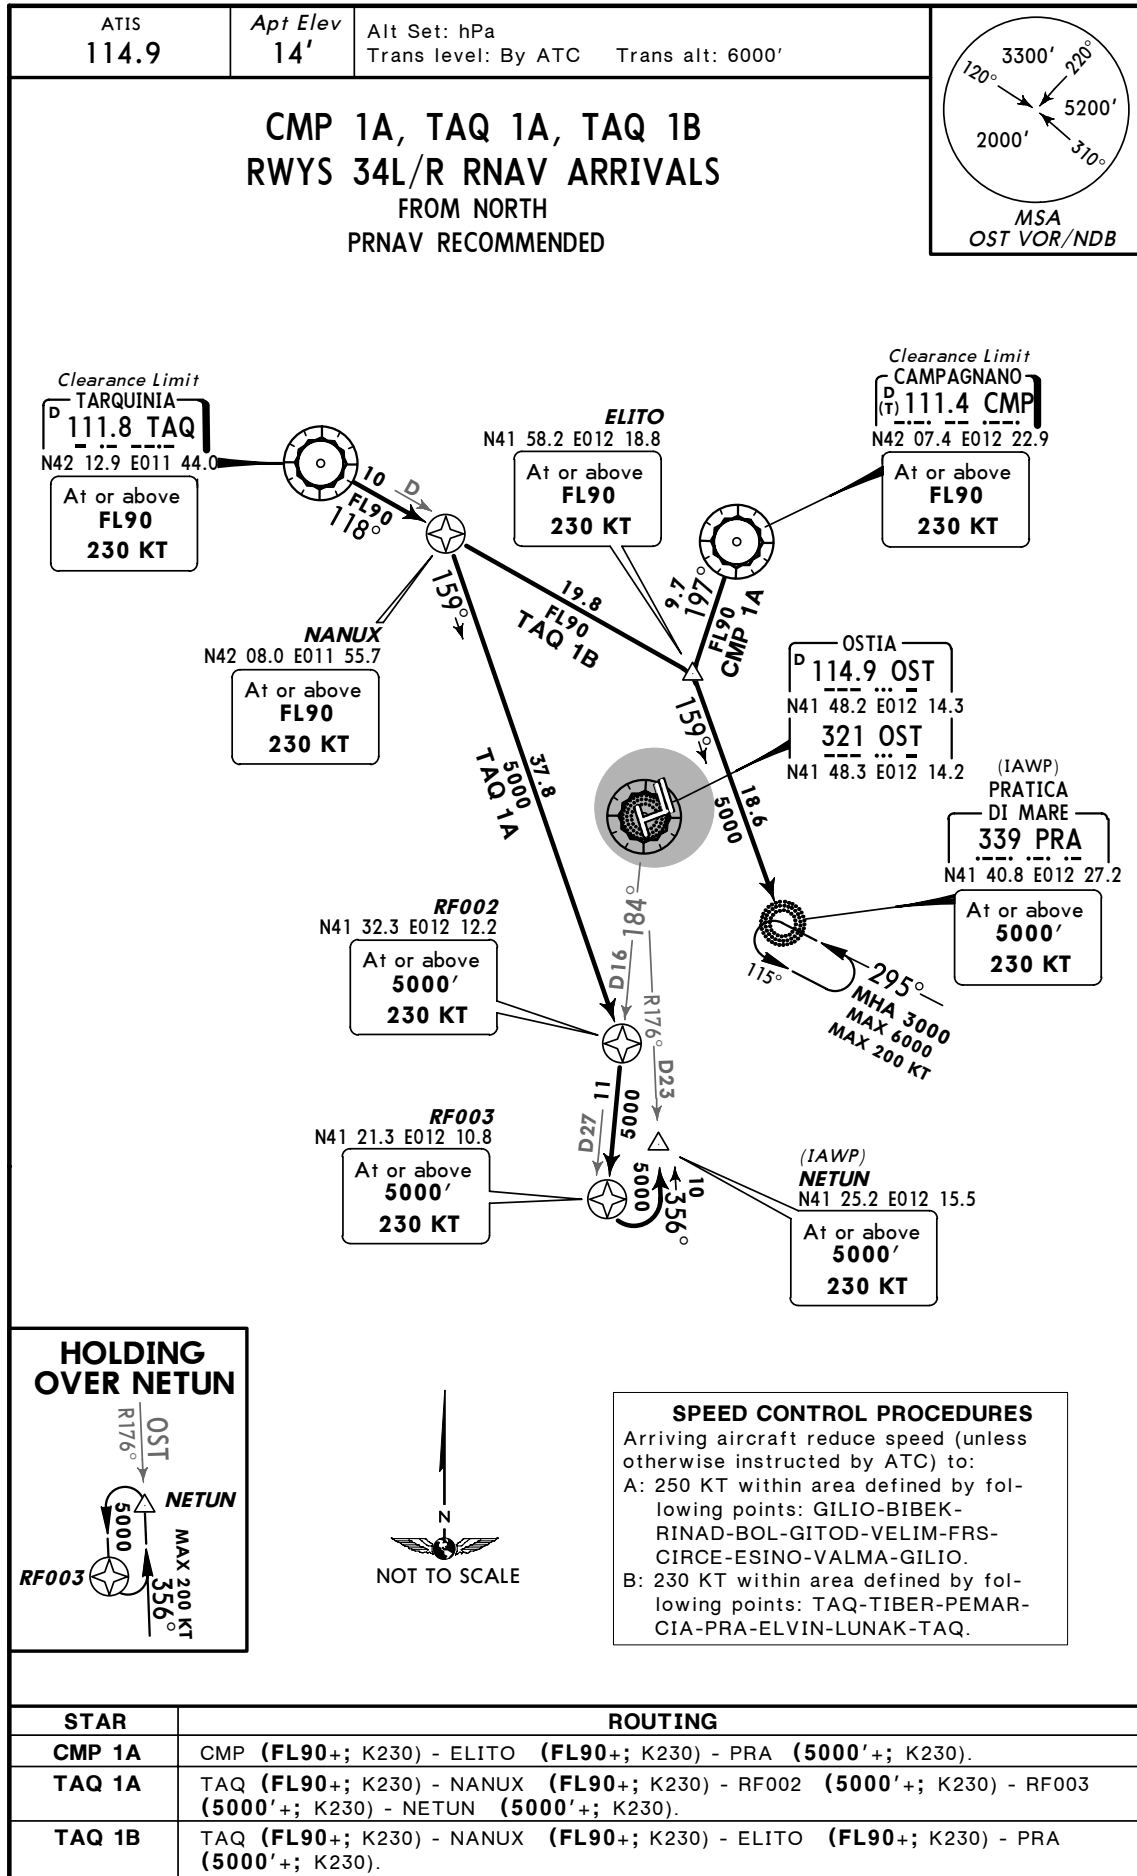 ATIS
114.9
Apt Elev
14'
Alt Set: hPa
Trans level: By ATC Trans alt: 6000'
3300'
120°
220°
5200'
2000'
310°
MSA
OST VOR/NDB
CMP 1A, TAQ 1A, TAQ 1B
RWYS 34L/R RNAV ARRIVALS
FROM NORTH
PRNAV RECOMMENDED
Clearance Limit
TARQUINIA
D 111.8 TAQ
N42 12.9 E011 44.0
At or above
FL90
230 KT
Clearance Limit
CAMPAGNANO
D
(T) 111.4 CMP
N42 07.4 E012 22.9
At or above
FL90
230 KT
ELITO
N41 58.2 E012 18.8
At or above
FL90
230 KT
10
D
FL90
118°
159°
19.8
FL90
TAQ 1B
9.7
197°
FL90
CMP 1A
NANUX
N42 08.0 E011 55.7
At or above
FL90
230 KT
OSTIA
D 114.9 OST
N41 48.2 E012 14.3
321 OST
N41 48.3 E012 14.2
159°
18.6
5000
37.8
5000
TAQ 1A
(IAWP)
PRATICA
DI MARE
339 PRA
N41 40.8 E012 27.2
At or above
5000'
230 KT
184°
D16
R176°
D23
115°
295°
MHA 3000
MAX 6000
MAX 200 KT
RF002
N41 32.3 E012 12.2
At or above
5000'
230 KT
11
5000
D27
RF003
N41 21.3 E012 10.8
At or above
5000'
230 KT
5000
10
356°
(IAWP)
NETUN
N41 25.2 E012 15.5
At or above
5000'
230 KT
HOLDING
OVER NETUN
OST
R176°
NETUN
5000
RF003
MAX 200 KT
356°
N
NOT TO SCALE
SPEED CONTROL PROCEDURES
Arriving aircraft reduce speed (unless
otherwise instructed by ATC) to:
A: 250 KT within area defined by fol-
lowing points: GILIO-BIBEK-
RINAD-BOL-GITOD-VELIM-FRS-
CIRCE-ESINO-VALMA-GILIO.
B: 230 KT within area defined by fol-
lowing points: TAQ-TIBER-PEMAR-
CIA-PRA-ELVIN-LUNAK-TAQ.
STAR ROUTING
CMP 1A CMP (FL90+; K230) - ELITO (FL90+; K230) - PRA (5000'+; K230).
TAQ 1A TAQ (FL90+; K230) - NANUX (FL90+; K230) - RF002 (5000'+; K230) - RF003
(5000'+; K230) - NETUN (5000'+; K230).
TAQ 1B TAQ (FL90+; K230) - NANUX (FL90+; K230) - ELITO (FL90+; K230) - PRA
(5000'+; K230).